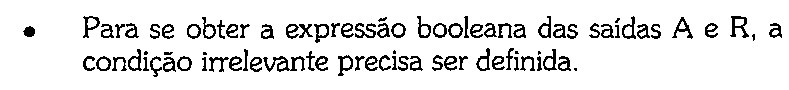 • Para se obter a expressão booleana das saídas A e R, a
condição irrelevante precisa ser definida.